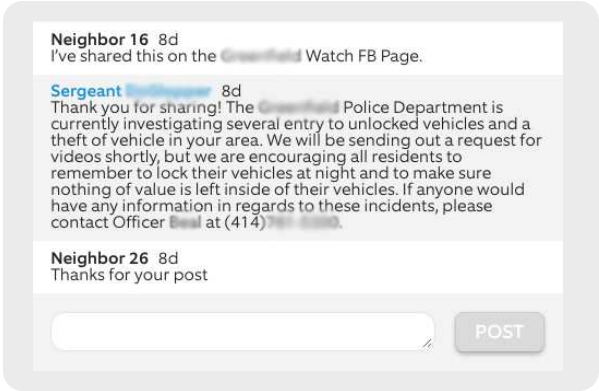 Neighbor 16 8d
I've shared this on the Watch FB Page.
Sergeant 8d
Thank you for sharing! The Police Department is
currently investigating several entry to unlocked vehicles and a
theft of vehicle in your area. We will be sending out a request for
videos shortly, but we are encouraging all residents to
remember to lock their vehicles at night and to make sure
nothing of value is left inside of their vehicles. If anyone would
have any information in regards to these incidents, please
contact Officer at (414)
Neighbor 26 8d
Thanks for your post
POST